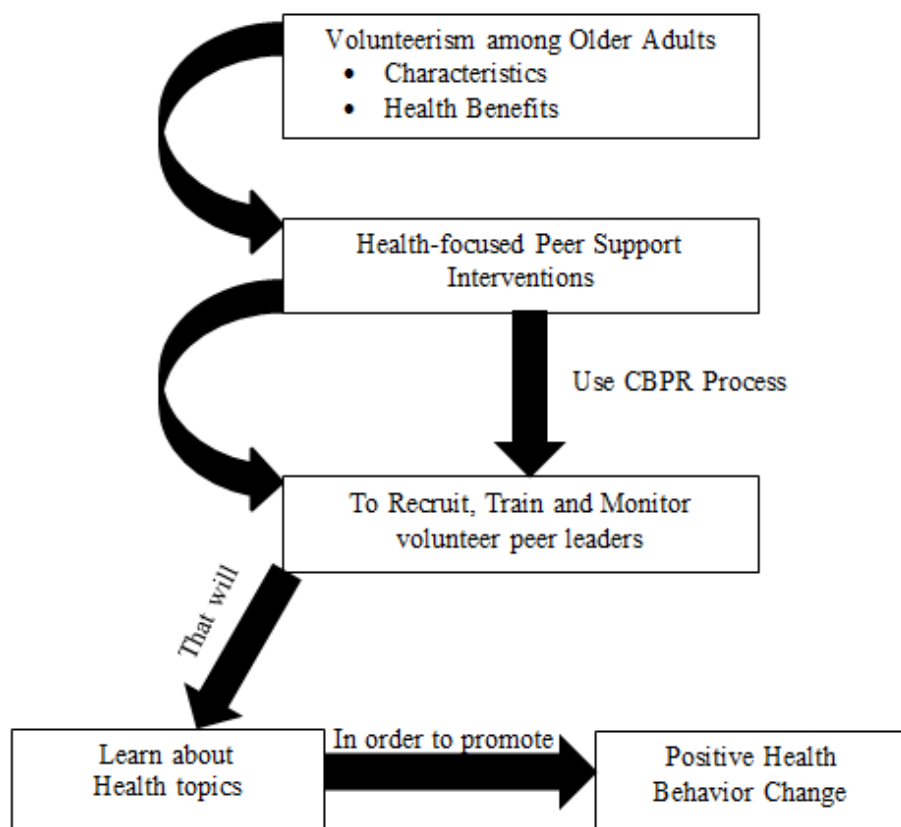 Volunteerism among Older Adults
• Characteristics
• Health Benefits
Health-focused Peer Support
Interventions
Use CBPR Process
To Recruit, Train and Monitor
volunteer peer leaders
That will
Learn about
Health topics
In order to promote
Positive Health
Behavior Change